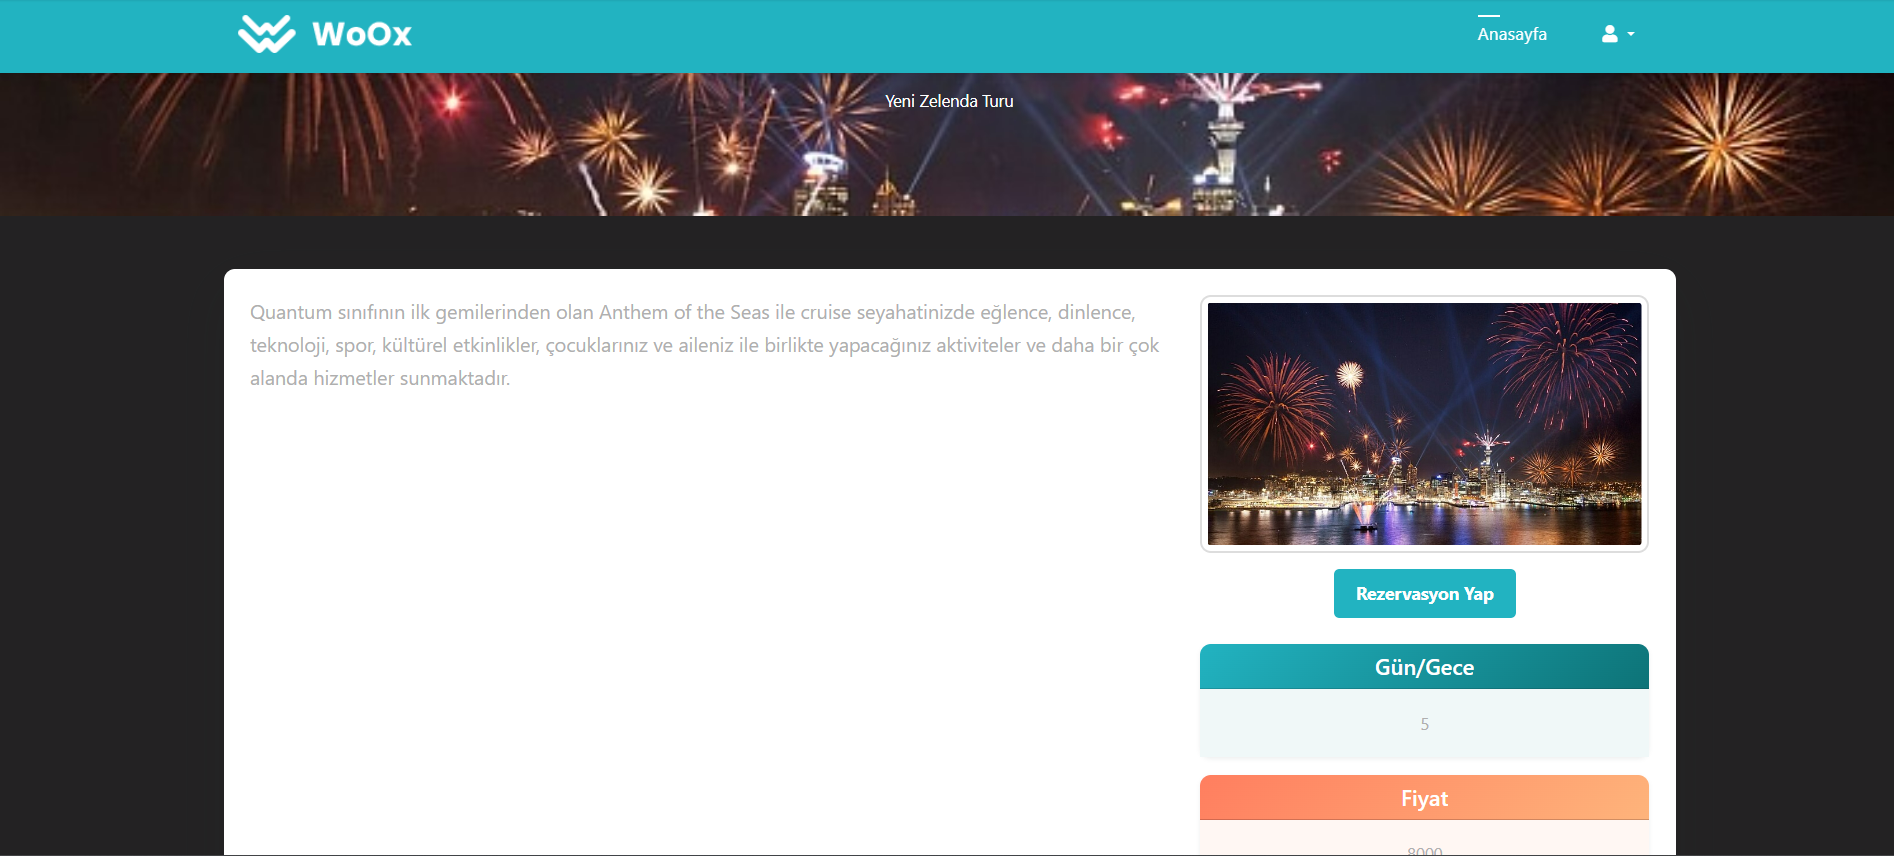 WoOx
Anasayfa
Yeni Zelenda Turu
Quantum sınıfının ilk gemilerinden olan Anthem of the Seas ile cruise seyahatinizde eğlence, dinlence,
teknoloji, spor, kültürel etkinlikler, çocuklarınız ve aileniz ile birlikte yapacağınız aktiviteler ve daha bir çok
alanda hizmetler sunmaktadır.
Rezervasyon Yap
Gün/Gece
5
Fiyat
8000